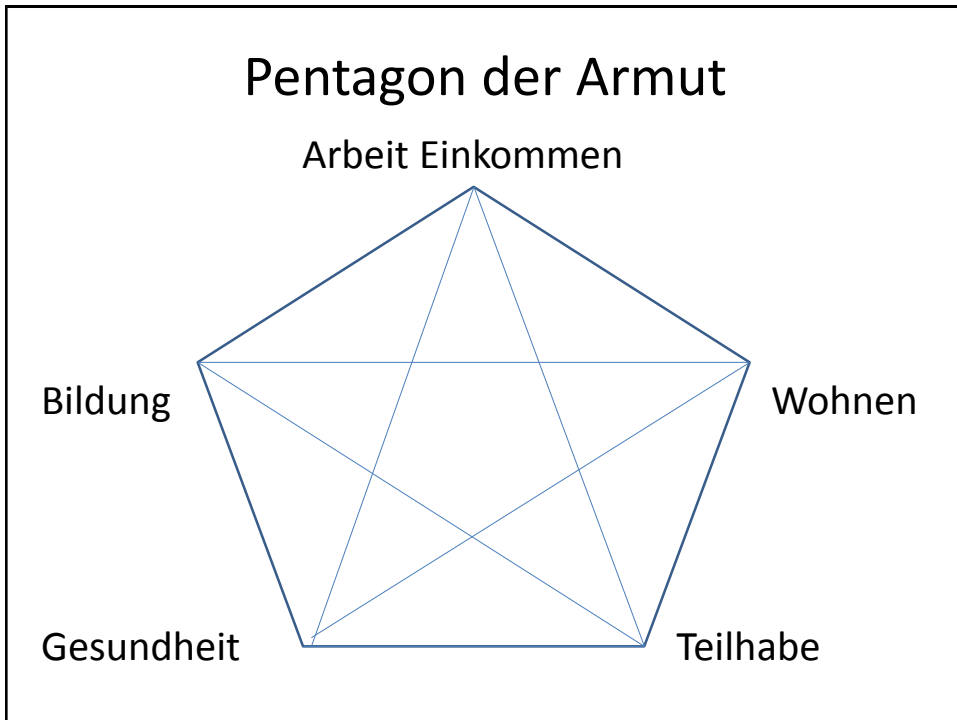 Pentagon der Armut
Arbeit Einkommen
Bildung
Wohnen
Gesundheit
Teilhabe